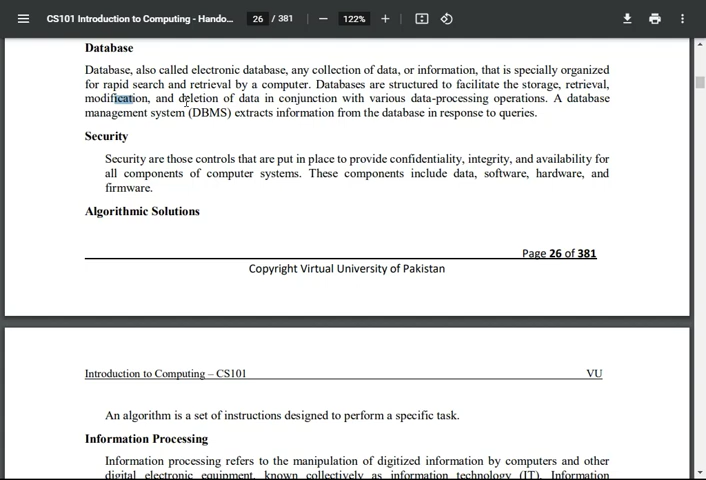 CS101 Introduction to Computing - Hando... 26 / 381 122%
Database
Database, also called electronic database, any collection of data, or information, that is specially organized
for rapid search and retrieval by a computer. Databases are structured to facilitate the storage, retrieval,
modification, and deletion of data in conjunction with various data-processing operations. A database
management system (DBMS) extracts information from the database in response to queries.
Security
Security are those controls that are put in place to provide confidentiality, integrity, and availability for
all components of computer systems. These components include data, software, hardware, and
firmware.
Algorithmic Solutions
Page 26 of 381
Copyright Virtual University of Pakistan
Introduction to Computing – CS101 VU
An algorithm is a set of instructions designed to perform a specific task.
Information Processing
Information processing refers to the manipulation of digitized information by computers and other
digital electronic equipment, known collectively as information technology (IT). Information